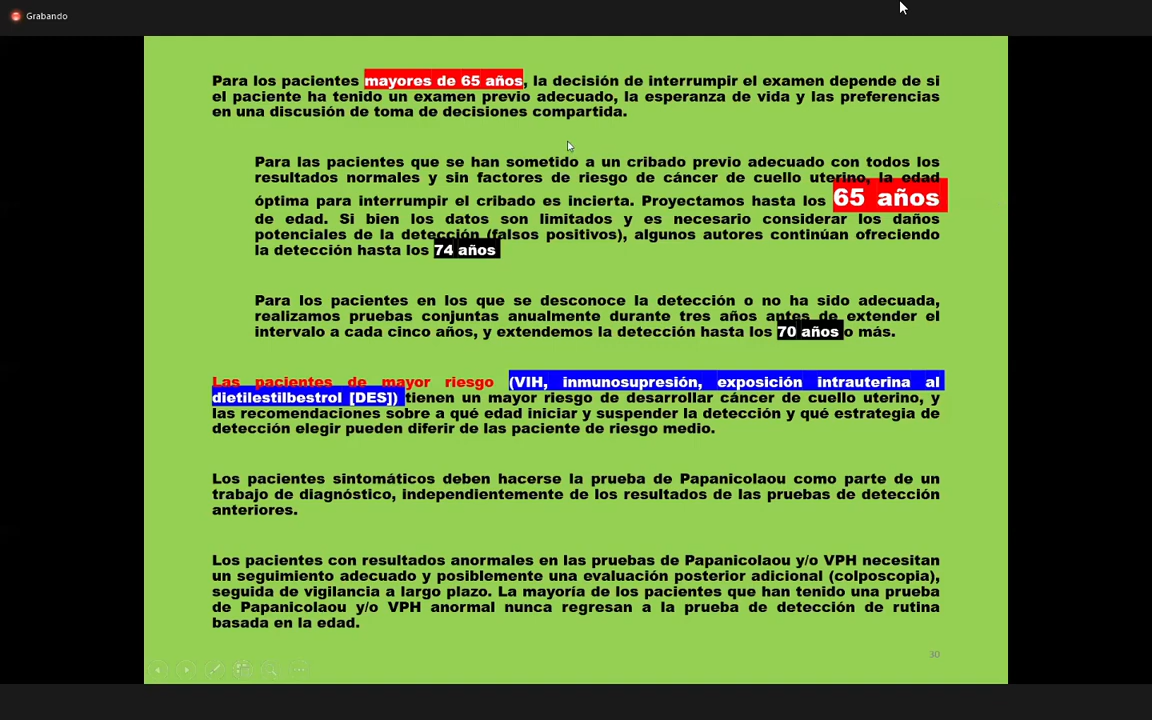 Grabando
Para los pacientes mayores de 65 años, la decisión de interrumpir el examen depende de si
el paciente ha tenido un examen previo adecuado, la esperanza de vida y las preferencias
en una discusión de toma de decisiones compartida.
Para las pacientes que se han sometido a un cribado previo adecuado con todos los
resultados normales y sin factores de riesgo de cáncer de cuello uterino, la edad
óptima para interrumpir el cribado es incierta. Proyectamos hasta los 65 años
de edad. Si bien los datos son limitados y es necesario considerar los daños
potenciales de la detección (falsos positivos), algunos autores continúan ofreciendo
la detección hasta los 74 años
Para los pacientes en los que se desconoce la detección o no ha sido adecuada,
realizamos pruebas conjuntas anualmente durante tres años antes de extender el
intervalo a cada cinco años, y extendemos la detección hasta los 70 años o más.
Las pacientes de mayor riesgo (VIH, inmunosupresión, exposición intrauterina al
dietilestilbestrol [DES]) tienen un mayor riesgo de desarrollar cáncer de cuello uterino, y
las recomendaciones sobre a qué edad iniciar y suspender la detección y qué estrategia de
detección elegir pueden diferir de las paciente de riesgo medio.
Los pacientes sintomáticos deben hacerse la prueba de Papanicolaou como parte de un
trabajo de diagnóstico, independientemente de los resultados de las pruebas de detección
anteriores.
Los pacientes con resultados anormales en las pruebas de Papanicolaou y/o VPH necesitan
un seguimiento adecuado y posiblemente una evaluación posterior adicional (colposcopia),
seguida de vigilancia a largo plazo. La mayoría de los pacientes que han tenido una prueba
de Papanicolaou y/o VPH anormal nunca regresan a la prueba de detección de rutina
basada en la edad.
30